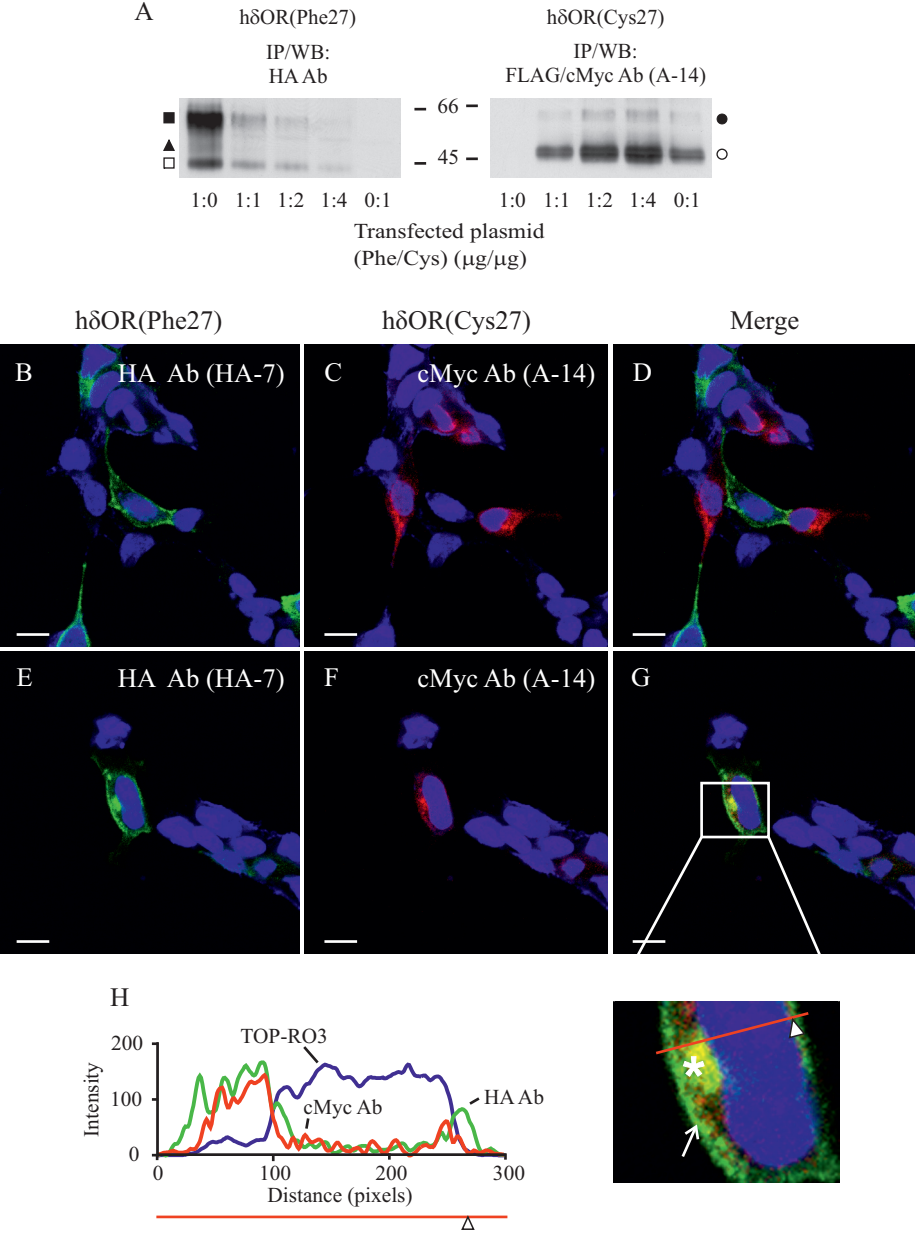 A
hδOR(Phe27)
hδOR(Cys27)
IP/WB:
HA Ab
IP/WB:
FLAG/cMyc Ab (A-14)
66
45
1:0 1:1 1:2 1:4 0:1
1:0 1:1 1:2 1:4 0:1
Transfected plasmid
(Phe/Cys) (μg/μg)
hδOR(Phe27)
hδOR(Cys27)
Merge
B HA Ab (HA-7)
C cMyc Ab (A-14)
D
E HA Ab (HA-7)
F cMyc Ab (A-14)
G
H
TOP-RO3
cMyc Ab
HA Ab
Intensity
200
100
0
0 100 200 300
Distance (pixels)
*